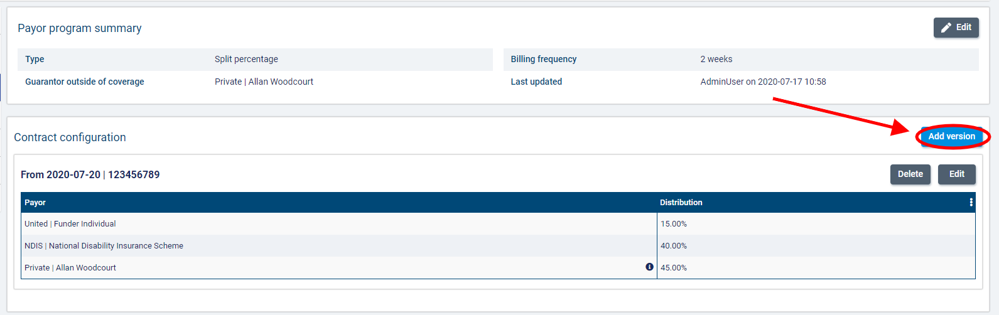 Payor program summary
Edit
Type Split percentage Billing frequency 2 weeks
Guarantor outside of coverage Private | Allan Woodcourt Last updated AdminUser on 2020-07-17 10:58
Contract configuration
Add version
From 2020-07-20 | 123456789
Delete Edit
Payor Distribution
United | Funder Individual 15.00%
NDIS | National Disability Insurance Scheme 40.00%
Private | Allan Woodcourt 45.00%